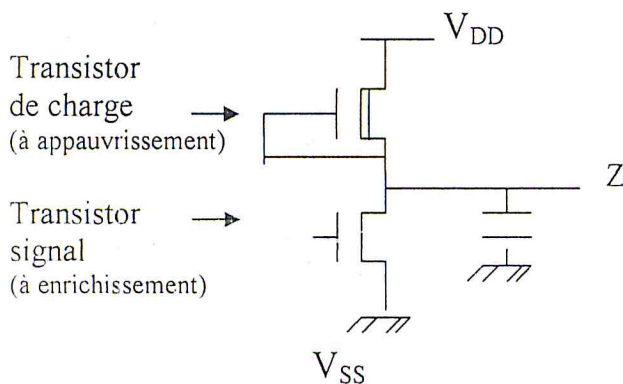 V_DD
Transistor
de charge
(à appauvrissement)
Z
Transistor
signal
(à enrichissement)
V_SS